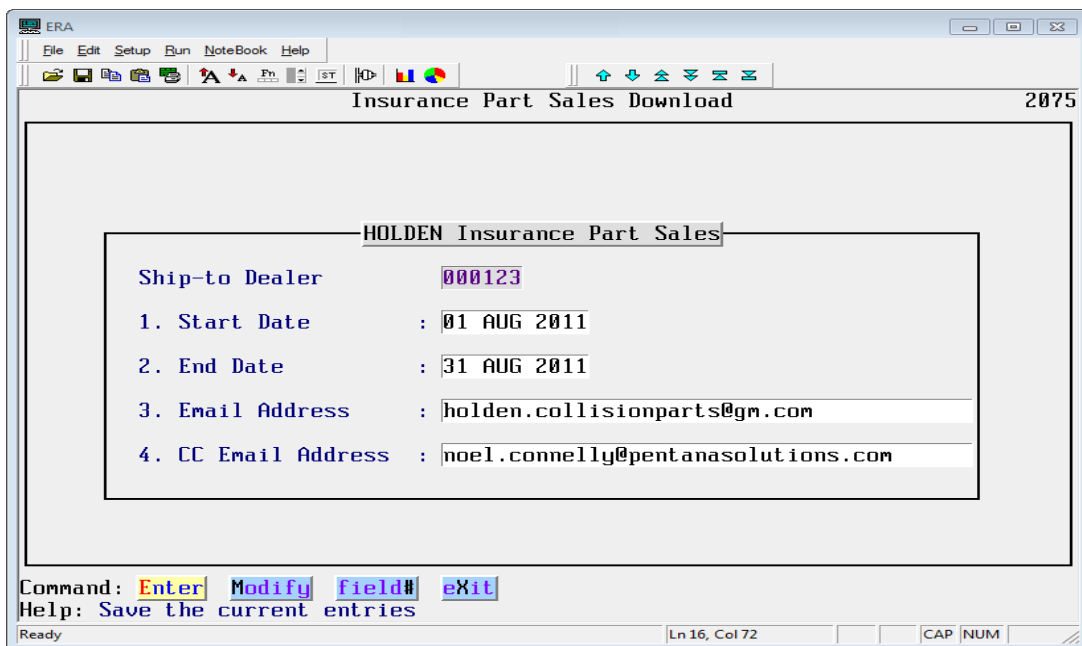 ERA
File Edit Setup Run NoteBook Help
Insurance Part Sales Download 2075
HOLDEN Insurance Part Sales
Ship-to Dealer 000123
1. Start Date : 01 AUG 2011
2. End Date : 31 AUG 2011
3. Email Address : holden.collisionparts@gm.com
4. CC Email Address : noel.connelly@pentanasolutions.com
Command: Enter Modify field# eXit
Help: Save the current entries
Ready Ln 16, Col 72 CAP NUM